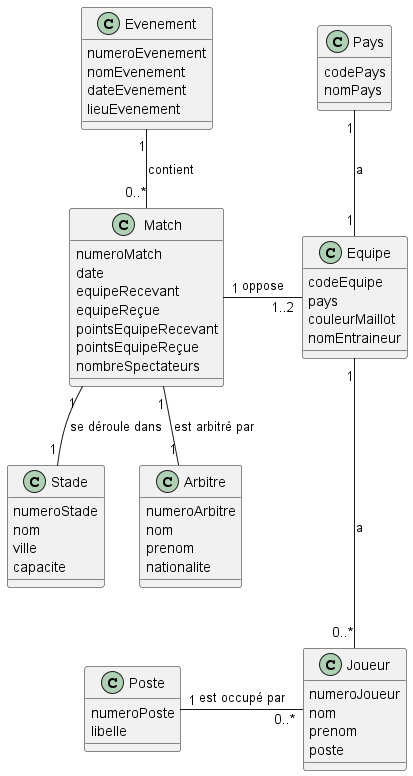 C Evenement
numeroEvenement
nomEvenement
dateEvenement
lieuEvenement
C Pays
codePays
nomPays
1
contient
0..*
1
a
1
C Match
numeroMatch
date
equipeRecevant
equipeReçue
pointsEquipeRecevant
pointsEquipeReçue
nombreSpectateurs
1 oppose
1..2
C Equipe
codeEquipe
pays
couleurMaillot
nomEntraineur
1
se déroule dans
1
1
est arbitré par
1
1
a
0..*
C Stade
numeroStade
nom
ville
capacite
C Arbitre
numeroArbitre
nom
prenom
nationalite
C Poste
numeroPoste
libelle
1 est occupé par
0..*
C Joueur
numeroJoueur
nom
prenom
poste